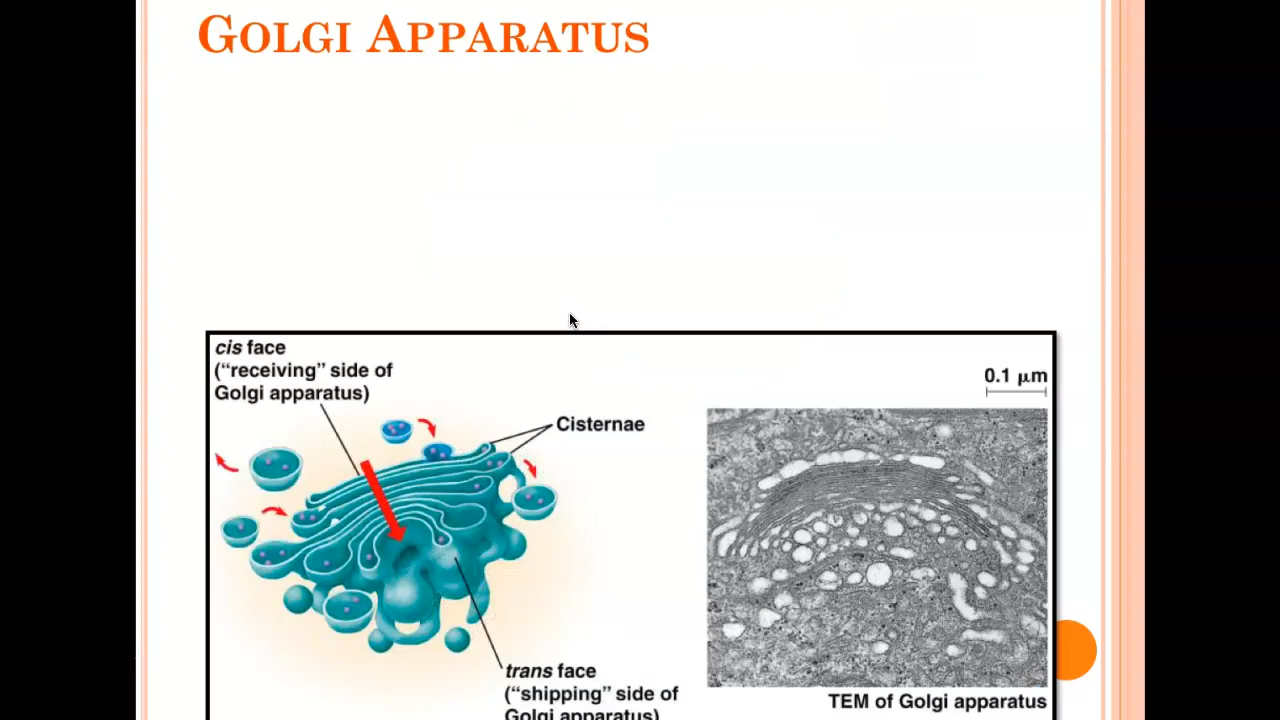 GOLGI APPARATUS
cis face
("receiving" side of
Golgi apparatus)
0.1 μm
Cisternae
trans face
("shipping" side of
Golgi apparatus)
TEM of Golgi apparatus